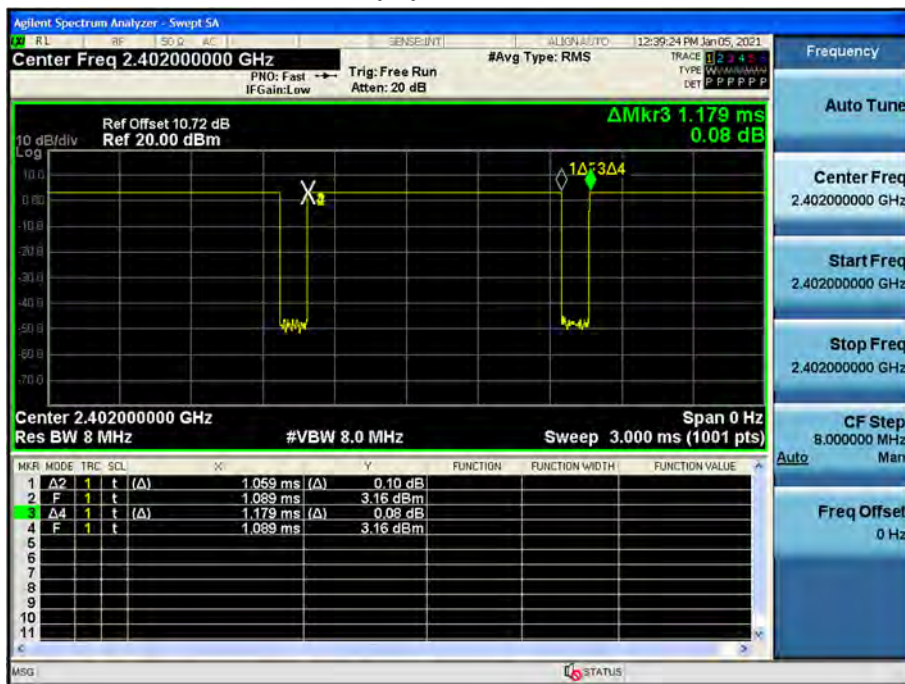 Agilent Spectrum Analyzer - Swept SA
RL RF 50 Ω AC SENSE:INT ALIGN AUTO 12:39:24 PM Jan 05, 2021
Center Freq 2.402000000 GHz
PNO: Fast
IFGain:Low
Trig: Free Run
Atten: 20 dB
#Avg Type: RMS
TRACE 1 2 3 4 5 6
TYPE
DET P P P P P P
ΔMkr3 1.179 ms
0.08 dB
Ref Offset 10.72 dB
10 dB/div Ref 20.00 dBm
Log
10.0
0.00
-10.0
-20.0
-30.0
-40.0
-50.0
-60.0
-70.0
3Δ4
Center 2.402000000 GHz Span 0 Hz
Res BW 8 MHz #VBW 8.0 MHz Sweep 3.000 ms (1001 pts)
MKR MODE TRC SCL X Y FUNCTION FUNCTION WIDTH FUNCTION VALUE
1 Δ2 1 t (Δ) 1.059 ms (Δ) 0.10 dB
2 F 1 t 1.089 ms 3.16 dBm
3 Δ4 1 t (Δ) 1.179 ms (Δ) 0.08 dB
4 F 1 t 1.089 ms 3.16 dBm
5
6
7
8
9
10
11
MSG STATUS
Frequency
Auto Tune
Center Freq
2.402000000 GHz
Start Freq
2.402000000 GHz
Stop Freq
2.402000000 GHz
CF Step
8.000000 MHz
Auto Man
Freq Offset
0 Hz